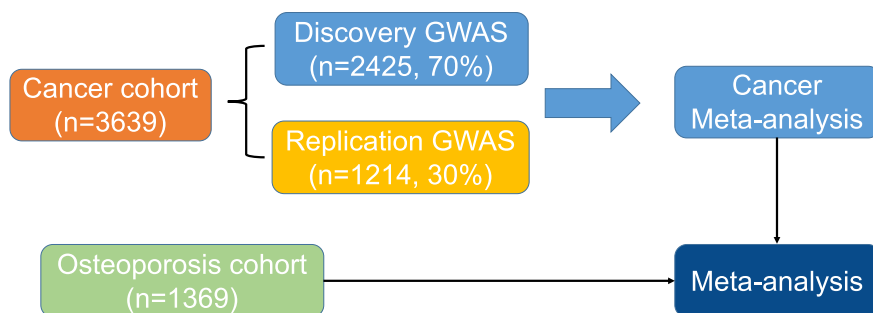 Discovery GWAS
(n=2425, 70%)
Cancer cohort
(n=3639)
Cancer
Meta-analysis
Replication GWAS
(n=1214, 30%)
Osteoporosis cohort
(n=1369)
Meta-analysis